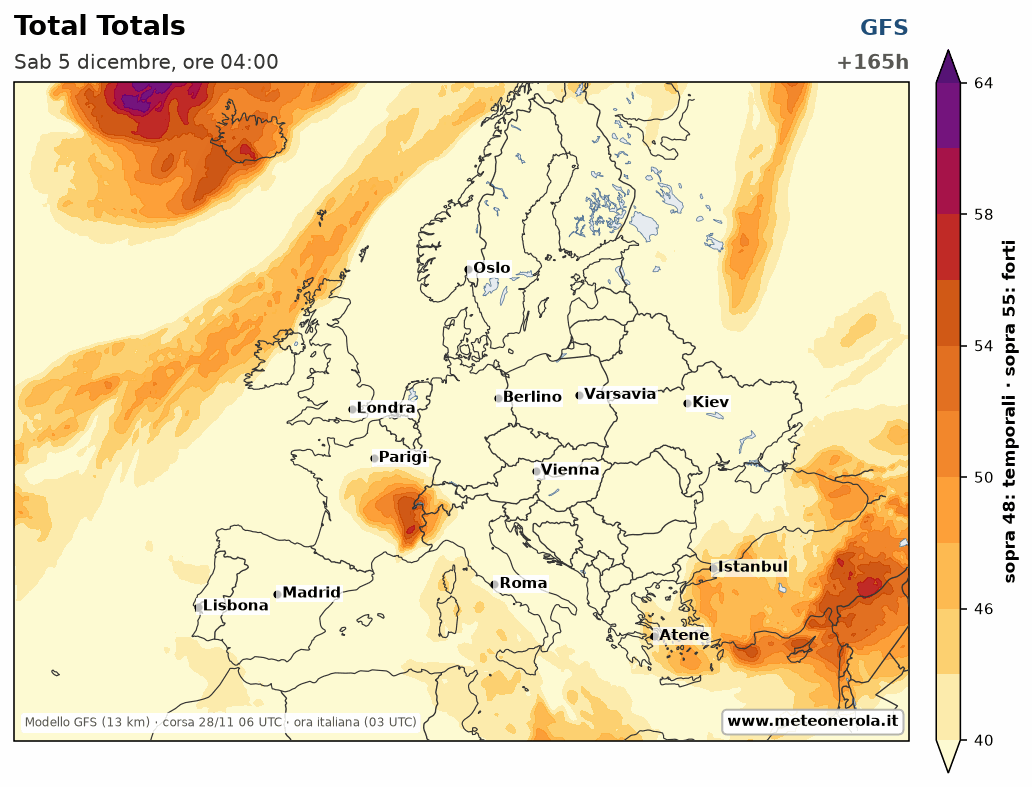 Total Totals
GFS
Sab 5 dicembre, ore 04:00
+165h
64
58
54
50
46
40
sopra 48: temporali · sopra 55: forti
Oslo
Berlino
Varsavia
Kiev
Londra
Parigi
Vienna
Istanbul
Roma
Madrid
Lisbona
Atene
Modello GFS (13 km) · corsa 28/11 06 UTC · ora italiana (03 UTC)
www.meteonerola.it